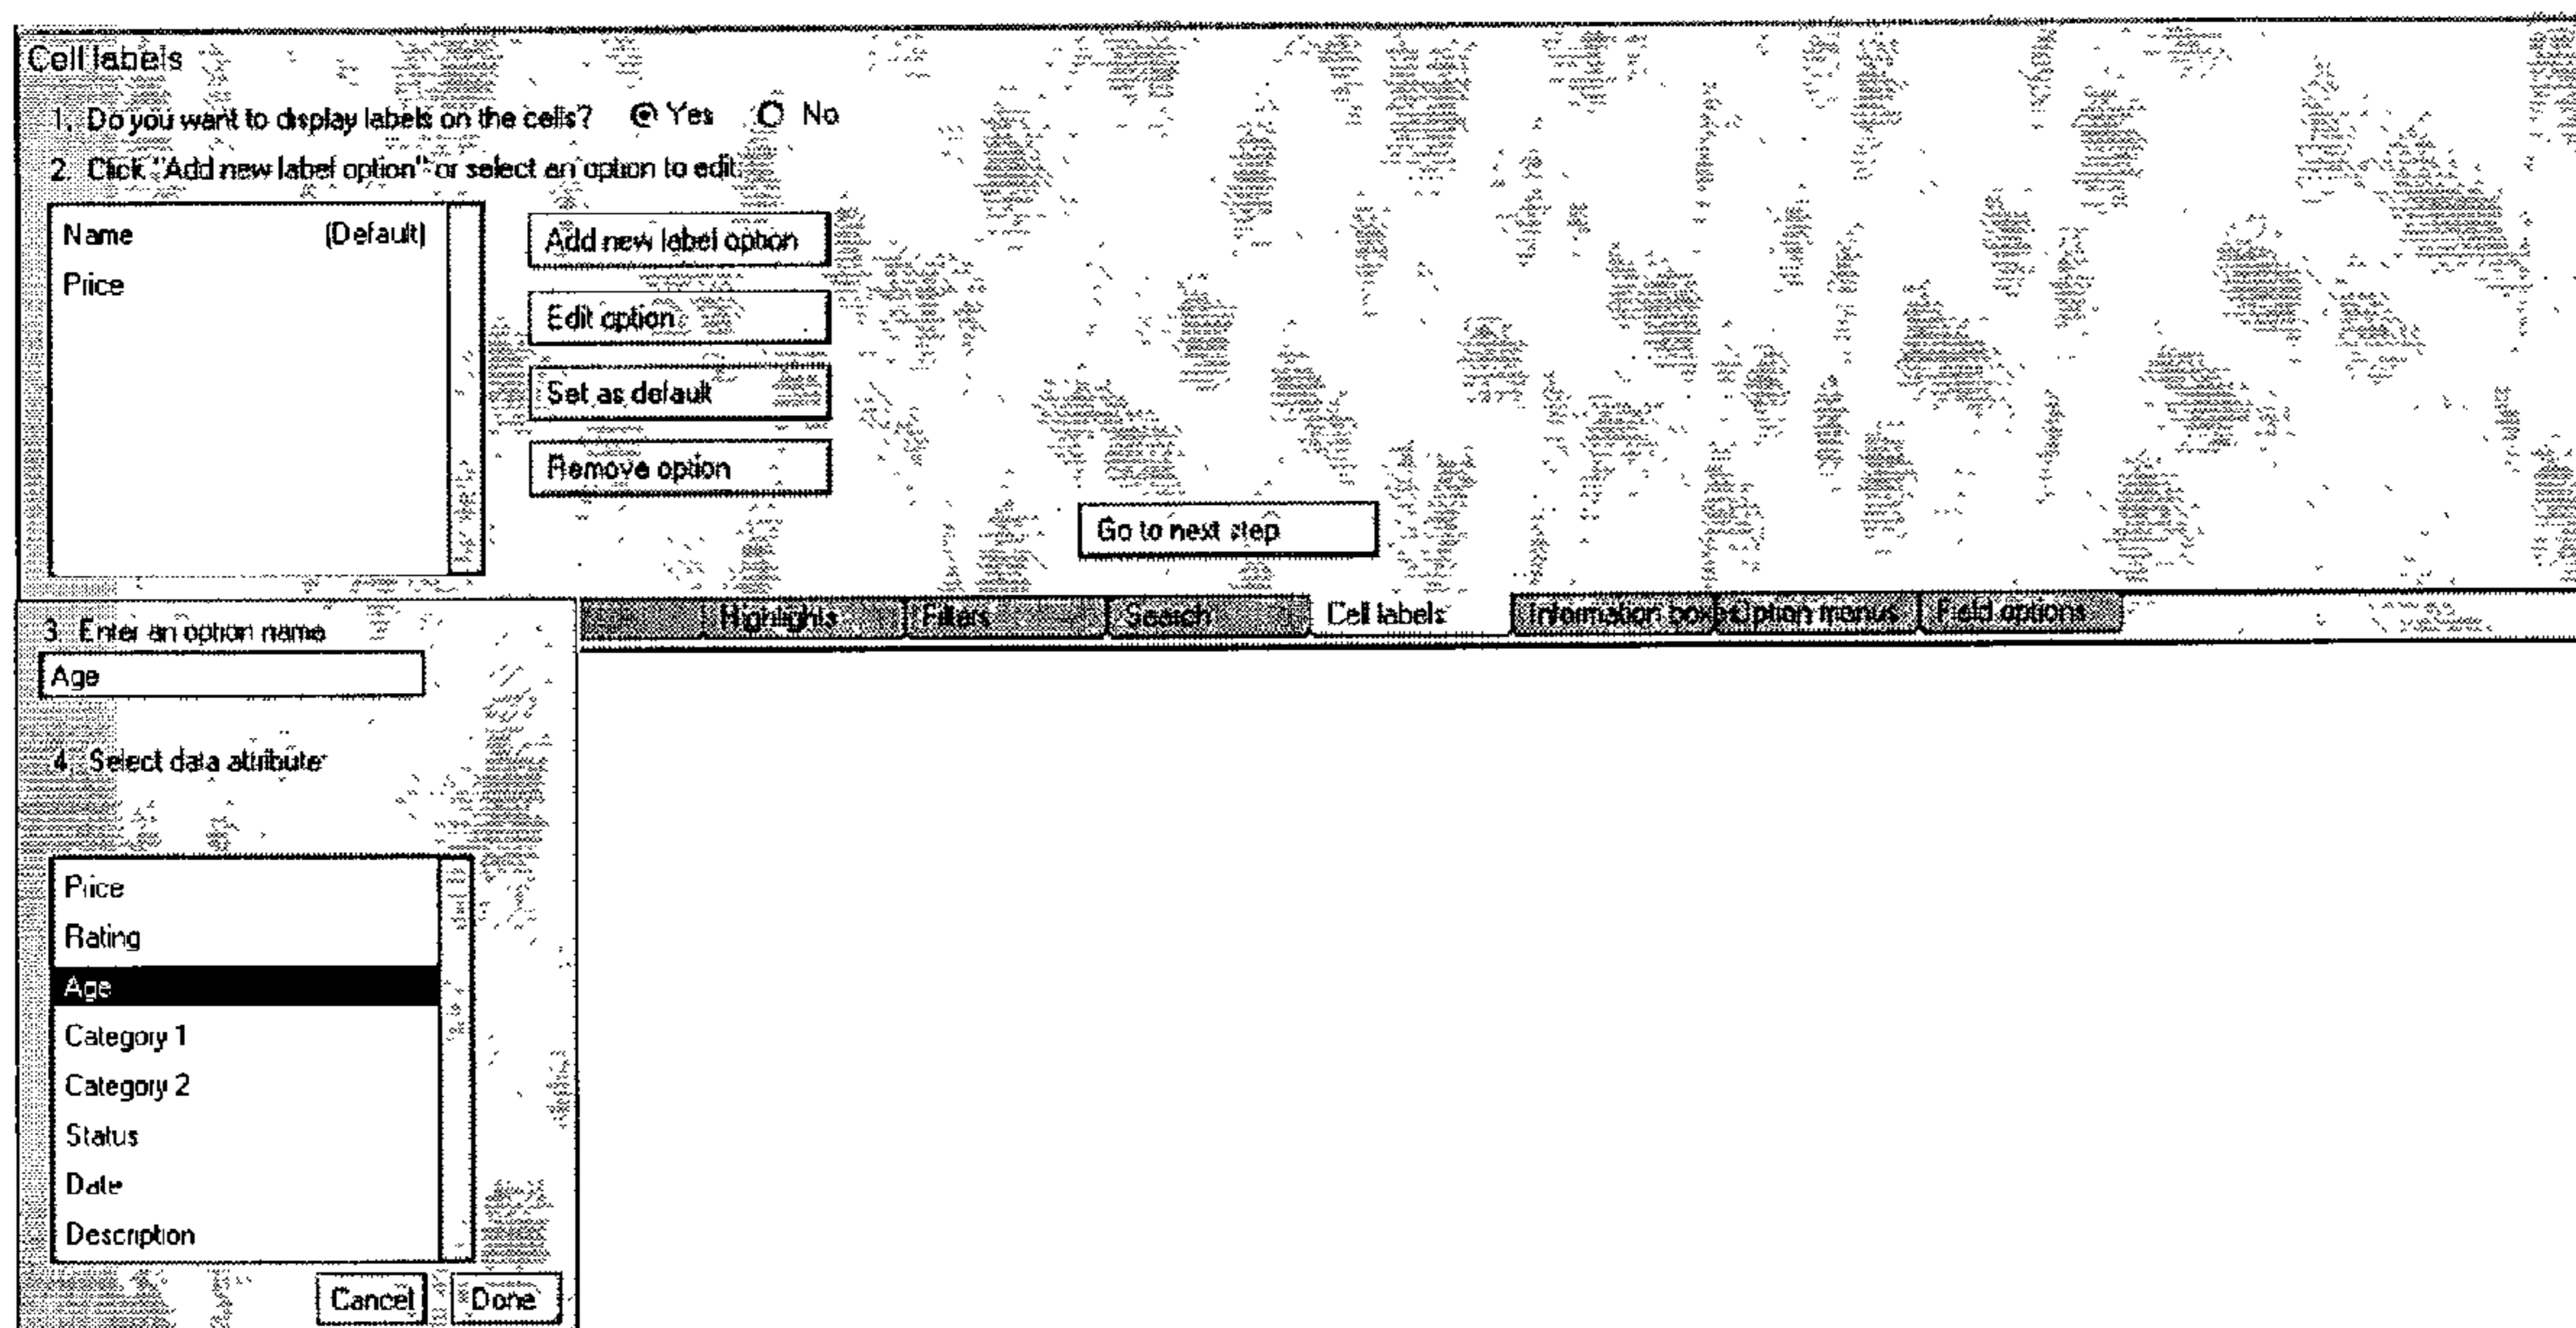 Cell labels
1. Do you want to display labels on the cells? Yes No
2. Click "Add new label option" or select an option to edit:
Name (Default)
Price
Add new label option
Edit option
Set as default
Remove option
Go to next step
Highlights Filters Search Cell labels Information boxes Option menus Field options
3. Enter an option name
Age
4. Select data attribute:
Price
Rating
Age
Category 1
Category 2
Status
Date
Description
Cancel Done